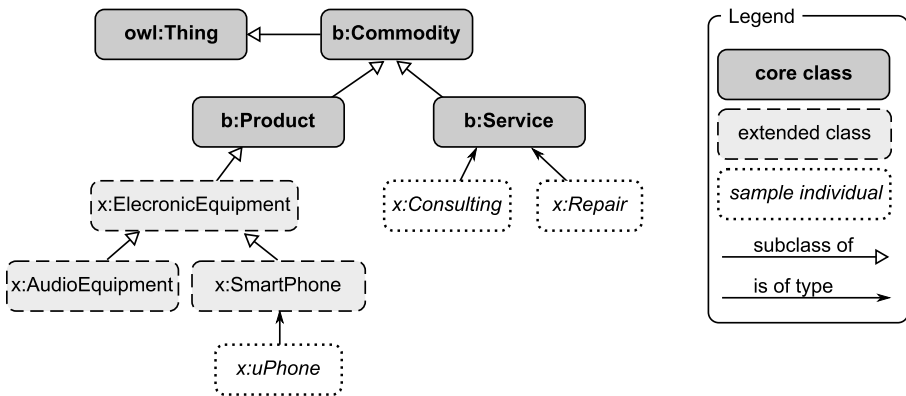 owl:Thing
b:Commodity
b:Product
b:Service
x:ElecronicEquipment
x:Consulting
x:Repair
x:AudioEquipment
x:SmartPhone
x:uPhone
Legend
core class
extended class
sample individual
subclass of
is of type